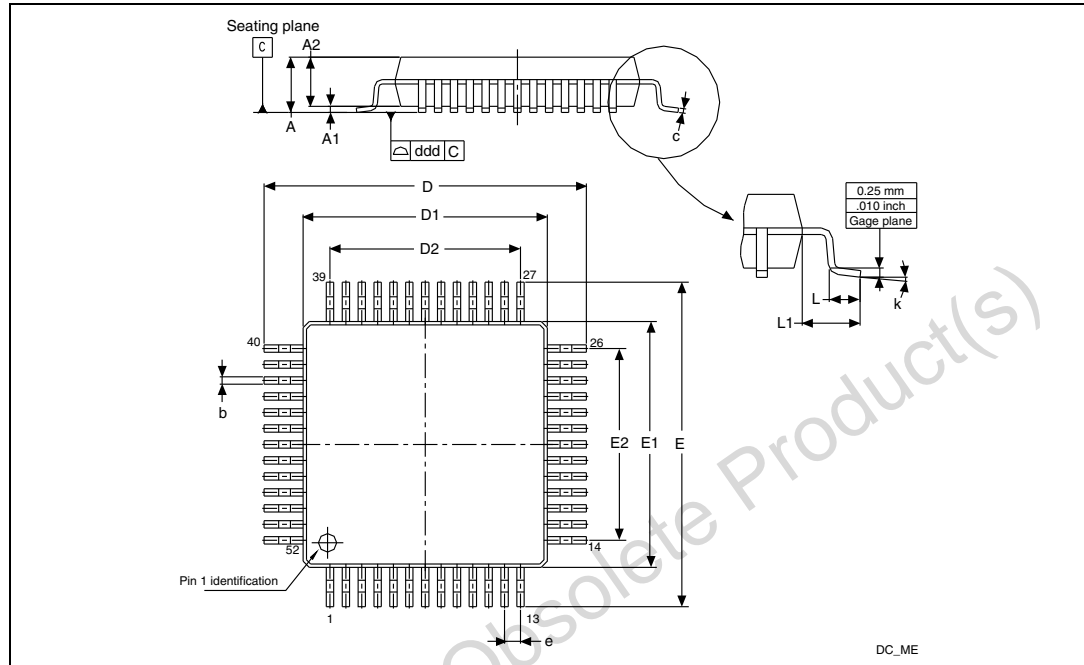 Seating plane
C
A2
A
A1
ddd C
c
D
D1
D2
0.25 mm
.010 inch
Gage plane
L
L1
k
39
27
40
26
b
E2
E1
E
52
14
Pin 1 identification
1
13
e
Obsolete Product(s)
DC_ME